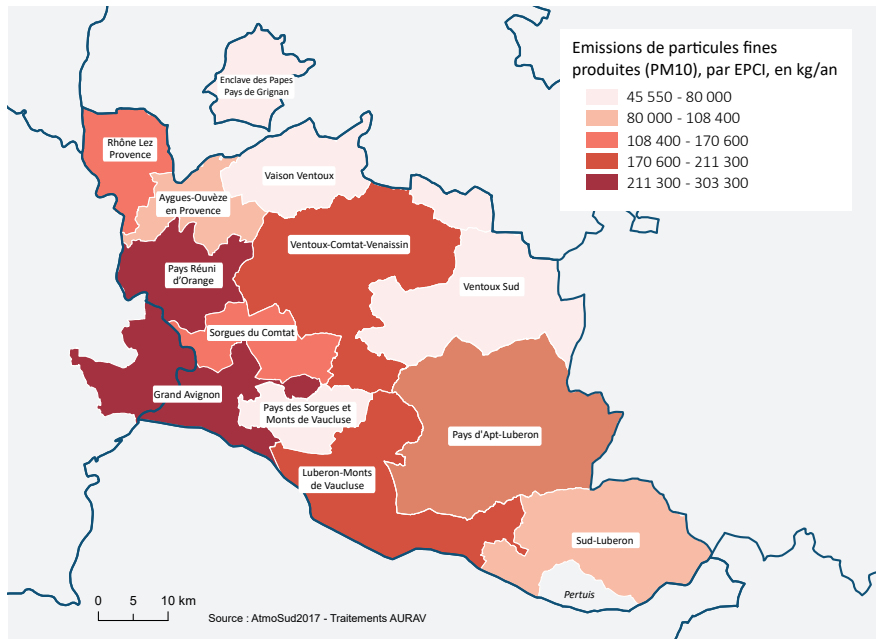 Emissions de particules fines
produites (PM10), par EPCI, en kg/an
45 550 - 80 000
80 000 - 108 400
108 400 - 170 600
170 600 - 211 300
211 300 - 303 300
Enclave des Papes
Pays de Grignan
Rhône Lez
Provence
Vaison Ventoux
Aygues-Ouvèze
en Provence
Ventoux-Comtat-Venaissin
Pays Réuni
d'Orange
Ventoux Sud
Sorgues du Comtat
Grand Avignon
Pays des Sorgues et
Monts de Vaucluse
Pays d'Apt-Luberon
Luberon-Monts
de Vaucluse
Sud-Luberon
Pertuis
0 5 10 km
Source : AtmoSud2017 - Traitements AURAV